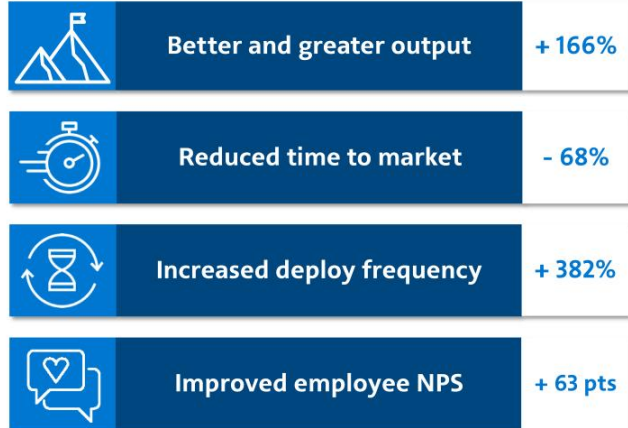 Better and greater output
+ 166%
Reduced time to market
- 68%
Increased deploy frequency
+ 382%
Improved employee NPS
+ 63 pts